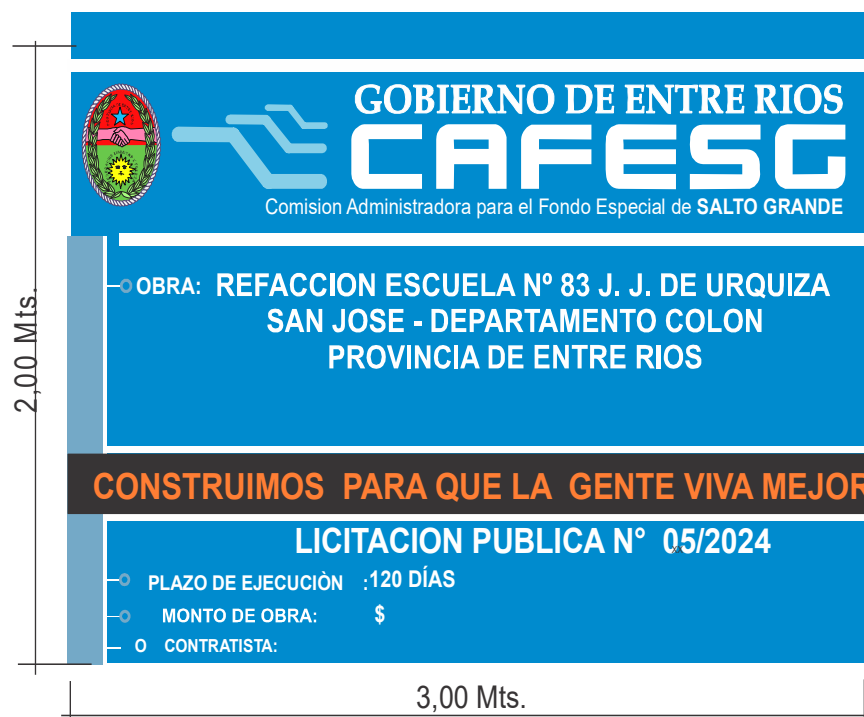 GOBIERNO DE ENTRE RIOS
CAFESG
Comision Administradora para el Fondo Especial de SALTO GRANDE
OBRA: REFACCION ESCUELA Nº 83 J. J. DE URQUIZA
SAN JOSE - DEPARTAMENTO COLON
PROVINCIA DE ENTRE RIOS
2,00 Mts.
CONSTRUIMOS PARA QUE LA GENTE VIVA MEJOR
LICITACION PUBLICA N° 05/2024
PLAZO DE EJECUCIÒN :120 DÍAS
MONTO DE OBRA: $
O CONTRATISTA:
3,00 Mts.